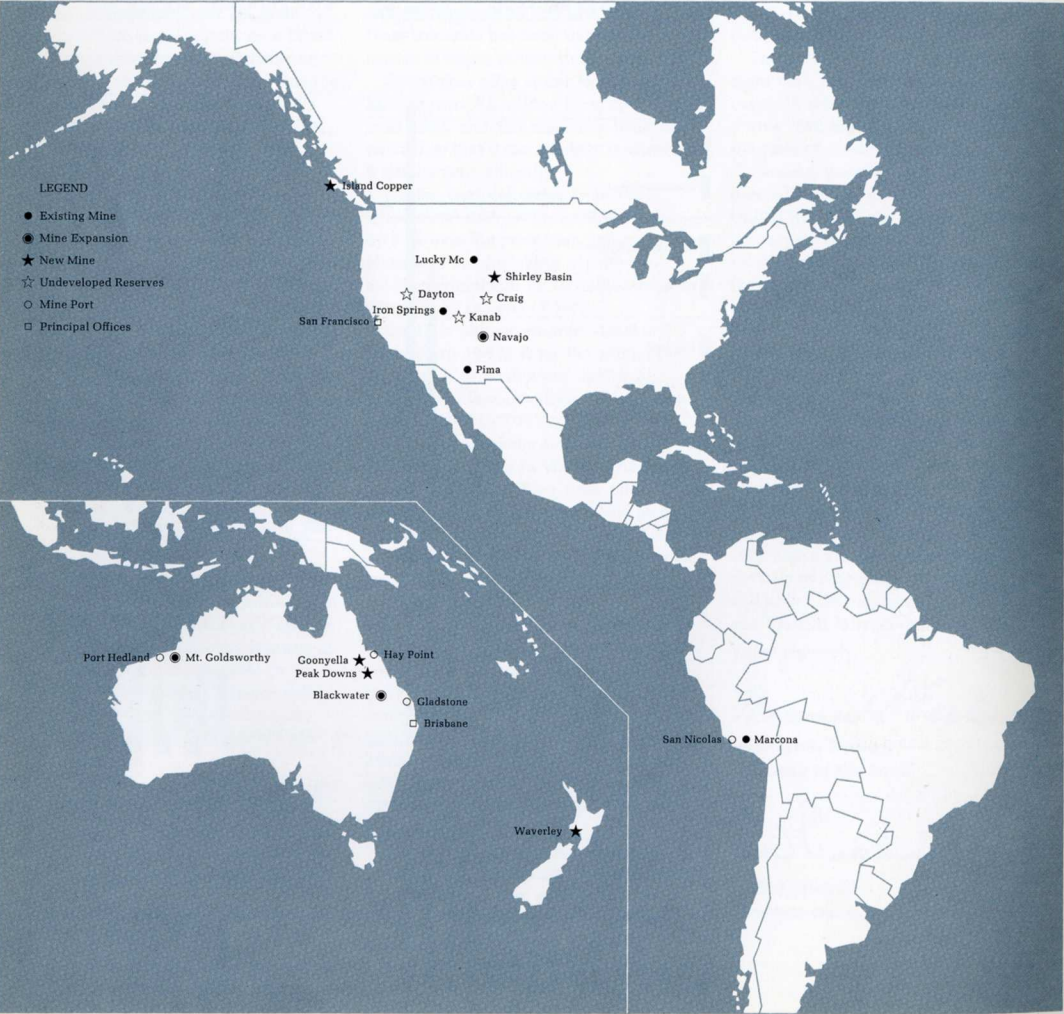 Island Copper
LEGEND
Existing Mine
Mine Expansion
New Mine
Undeveloped Reserves
Mine Port
Principal Offices
Lucky Mc
Shirley Basin
Dayton
Craig
Iron Springs
Kanab
San Francisco
Navajo
Pima
Port Hedland
Mt. Goldsworthy
Goonyella
Hay Point
Peak Downs
Blackwater
Gladstone
Brisbane
San Nicolas
Marcona
Waverley